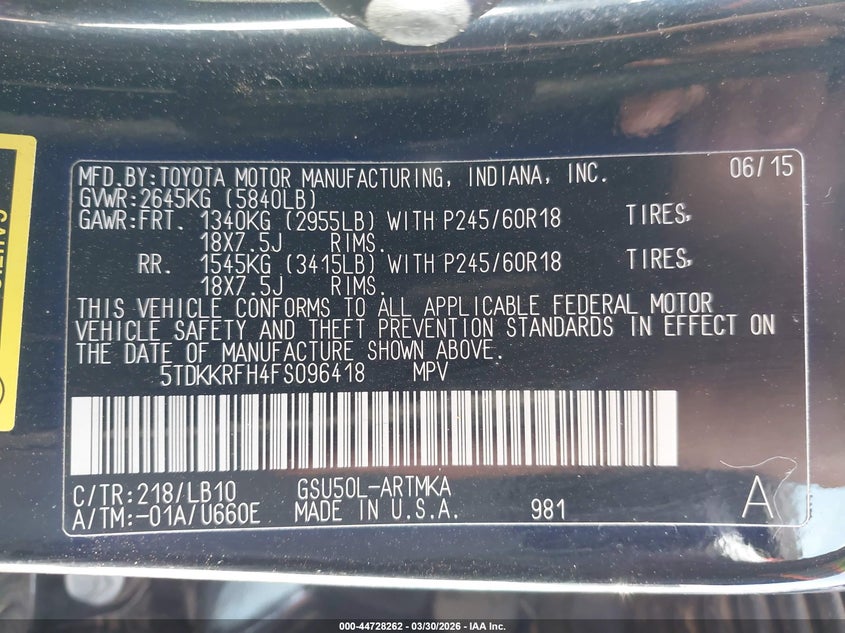 MFD.BY:TOYOTA MOTOR MANUFACTURING, INDIANA, INC. 06/15
GVWR:2645KG (5840LB)
GAWR:FRT. 1340KG (2955LB) WITH P245/60R18 TIRES,
18X7.5J RIMS.
RR. 1545KG (3415LB) WITH P245/60R18 TIRES,
18X7.5J RIMS.
THIS VEHICLE CONFORMS TO ALL APPLICABLE FEDERAL MOTOR
VEHICLE SAFETY AND THEFT PREVENTION STANDARDS IN EFFECT ON
THE DATE OF MANUFACTURE SHOWN ABOVE.
5TDKKRFH4FS096418 MPV
C/TR:218/LB10 GSU50L-ARTMKA
A/TM:-01A/U660E MADE IN U.S.A. 981 A
000-44728262 - 03/30/2026 - IAA Inc.